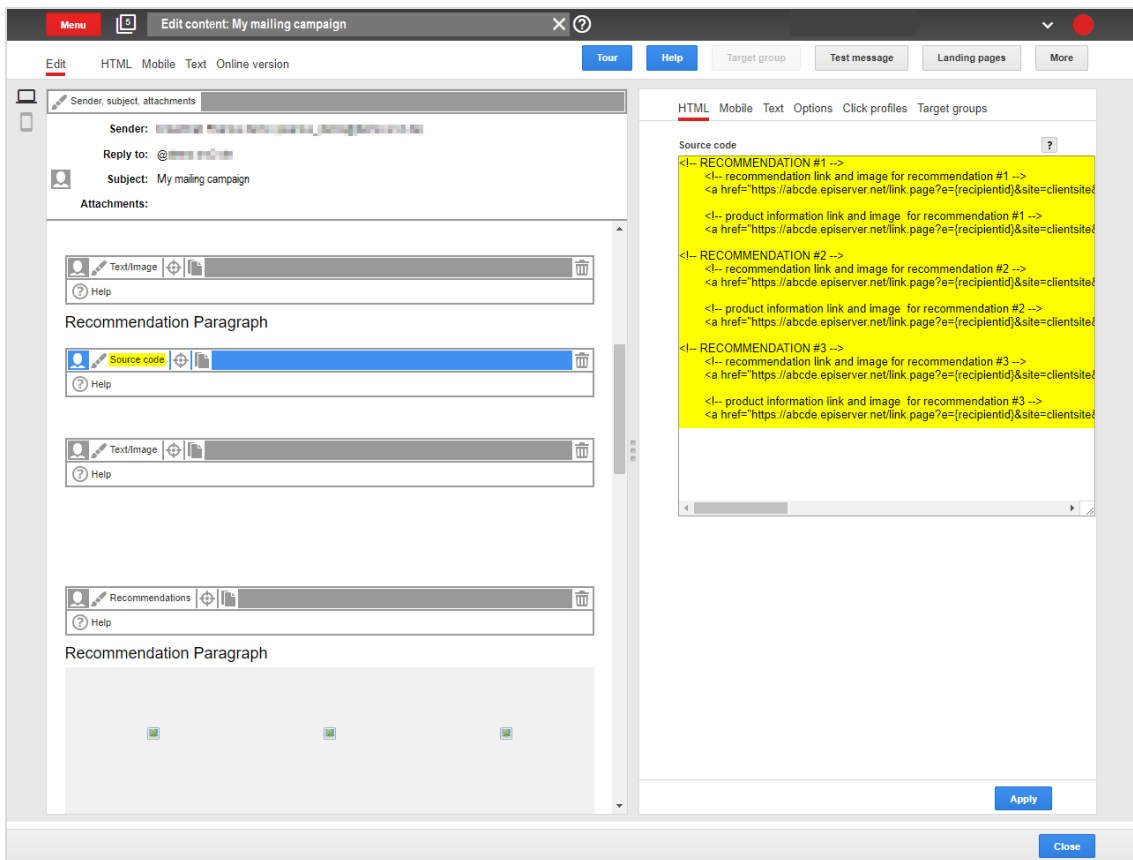 Menu 5 Edit content: My mailing campaign
Edit HTML Mobile Text Online version Tour Help Target group Test message Landing pages More
Sender, subject, attachments
Sender:
Reply to: @
Subject: My mailing campaign
Attachments:
Text/Image
? Help
Recommendation Paragraph
Source code
? Help
Text/Image
? Help
Recommendations
? Help
Recommendation Paragraph
HTML Mobile Text Options Click profiles Target groups
Source code ?
<!-- RECOMMENDATION #1 -->
<!-- recommendation link and image for recommendation #1 -->
<a href="https://abcde.episerver.net/link.page?e={recipientid}&site=clientsite&
<!-- product information link and image  for recommendation #1 -->
<a href="https://abcde.episerver.net/link.page?e={recipientid}&site=clientsite&
<!-- RECOMMENDATION #2 -->
<!-- recommendation link and image for recommendation #2 -->
<a href="https://abcde.episerver.net/link.page?e={recipientid}&site=clientsite&
<!-- product information link and image  for recommendation #2 -->
<a href="https://abcde.episerver.net/link.page?e={recipientid}&site=clientsite&
<!-- RECOMMENDATION #3 -->
<!-- recommendation link and image for recommendation #3 -->
<a href="https://abcde.episerver.net/link.page?e={recipientid}&site=clientsite&
<!-- product information link and image  for recommendation #3 -->
<a href="https://abcde.episerver.net/link.page?e={recipientid}&site=clientsite&
Apply
Close